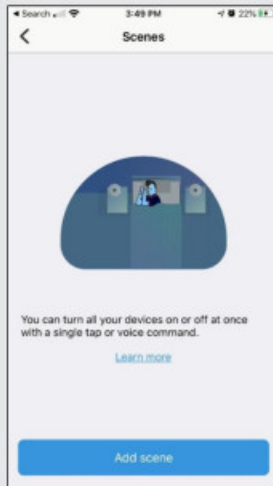 Search 3:49 PM 22%
Scenes
You can turn all your devices on or off at once
with a single tap or voice command.
Learn more
Add scene